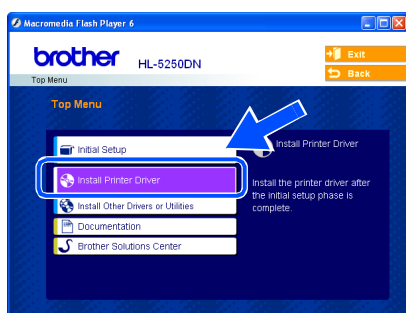 Macromedia Flash Player 6
brother
HL-5250DN
Exit
Back
Top Menu
Top Menu
Initial Setup
Install Printer Driver
Install Other Drivers or Utilities
Documentation
Brother Solutions Center
Install Printer Driver
Install the printer driver after
the initial setup phase is
complete.